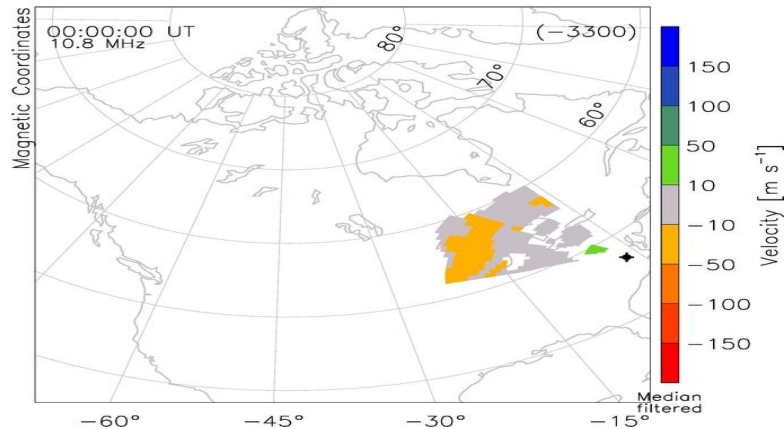 00:00:00 UT
10.8 MHz
(−3300)
Magnetic Coordinates
80°
70°
60°
150
100
50
10
−10
−50
−100
−150
Velocity [m s⁻¹]
Median
filtered
−60°
−45°
−30°
−15°